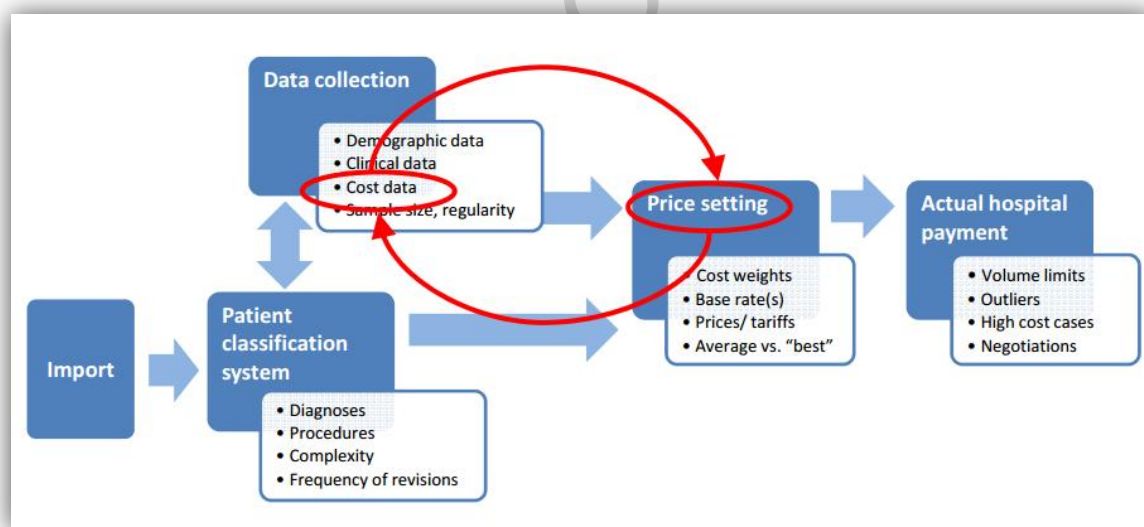 Data collection
• Demographic data
• Clinical data
• Cost data
• Sample size, regularity
Import
Patient
classification
system
• Diagnoses
• Procedures
• Complexity
• Frequency of revisions
Price setting
• Cost weights
• Base rate(s)
• Prices/ tariffs
• Average vs. “best”
Actual hospital
payment
• Volume limits
• Outliers
• High cost cases
• Negotiations